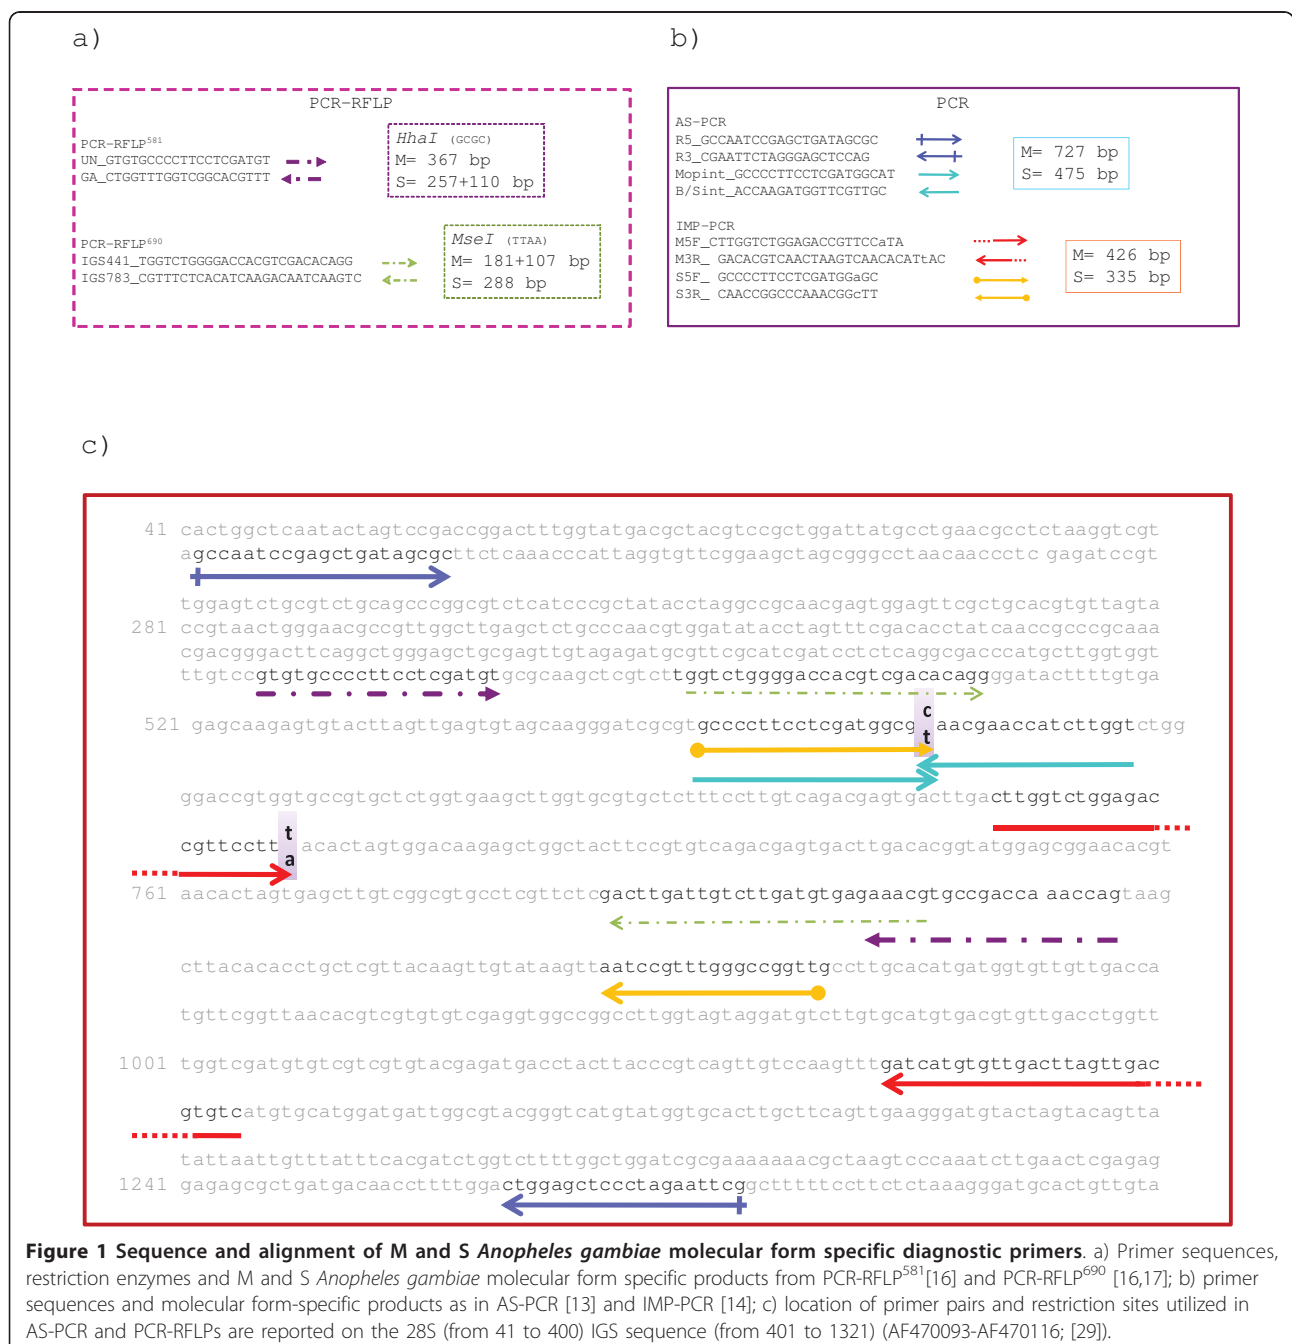 a)
PCR-RFLP
PCR-RFLP581
UN_GTGTGCCCCTTCCTCGATGT
GA_CTGGTTTGGTCGGCACGTTT
HhaI (GCGC)
M= 367 bp
S= 257+110 bp
PCR-RFLP690
IGS441_TGGTCTGGGGACCACGTCGACACAGG
IGS783_CGTTTCTCACATCAAGACAATCAAGTC
MseI (TTAA)
M= 181+107 bp
S= 288 bp
b)
PCR
AS-PCR
R5_GCCAATCCGAGCTGATAGCGC
R3_CGAATTCTAGGGAGCTCCAG
Mopint_GCCCCTTCCTCGATGGCAT
B/Sint_ACCAAGATGGTTCGTTGC
M= 727 bp
S= 475 bp
IMP-PCR
M5F_CTTGGTCTGGAGACCGTTCCaTA
M3R_ GACACGTCAACTAAGTCAACACATtAC
S5F_ GCCCCTTCCTCGATGGaGC
S3R_ CAACCGGCCCAAACGGcTT
M= 426 bp
S= 335 bp
c)
41 cactggctcaatactagtccgaccggactttggtatgacgctacgtccgctggattatgcctgaacgcctctaaggtcgt
agccaatccgagctgatagcgcttctcaaacccattaggtgttcggaagctagcgggcctaacaaccctc gagatccgt
tggagtctgcgtctgcagcccggcgtctcatcccgctatacctaggccgcaacgagtggagttcgctgcacgtgttagta
281 ccgtaactgggaacgccgttggcttgagctctgcccaacgtggatatacctagtttcgacacctatcaaccgcccgcaaa
cgacgggacttcaggctgggagctgcgagttgtagagatgcgttcgcatcgatcctctcaggcgacccatgcttggtggt
ttgtccgtgtgccccttcctcgatgtgcgcaagctcgtcttggtctggggaccacgtcgacacagggatacttttgtga
521 gagcaagagtgtacttagttgagtgtagcaagggatcgcgtgccccttcctcgatggcg
c
t
aacgaaccatcttggtctgg
ggaccgtggtgccgtgctctggtgaagcttggtgcgtgctctttccttgtcagacgagtgacttgacttggtctggagac
cgttcctt
t
a
acactagtggacaagagctggctacttccgtgtcagacgagtgacttgacacggtatggagcggaacacgt
761 aacactagtgagcttgtcggcgtgcctcgttctcgacttgattgtcttgatgtgagaaacgtgccgacca aaccagtaag
cttacacacctgctcgttacaagttgtataagttaatccgtttgggccggttgccttgcacatgatggtgttgttgacca
tgttcggttaacacgtcgtgtgtcgaggtggccggccttggtagtaggatgtcttgtgcatgtgacgtgttgacctggtt
1001 tggtcgatgtgtcgtcgtgtacgagatgacctacttacccgtcagttgtccaagtttgatcatgtgttgacttagttgac
gtgtcatgtgcatggatgattggcgtacgggtcatgtatggtgcacttgcttcagttgaagggatgtactagtacagtta
tattaattgtttatttcacgatctggtcttttggctggatcgcgaaaaaaacgctaagtcccaaatcttgaactcgagag
1241 gagagcgctgatgacaaccttttggactggagctccctagaattcggctttttccttctctaaagggatgcactgttgta
Figure 1 Sequence and alignment of M and S Anopheles gambiae molecular form specific diagnostic primers. a) Primer sequences,
restriction enzymes and M and S Anopheles gambiae molecular form specific products from PCR-RFLP581[16] and PCR-RFLP690 [16,17]; b) primer
sequences and molecular form-specific products as in AS-PCR [13] and IMP-PCR [14]; c) location of primer pairs and restriction sites utilized in
AS-PCR and PCR-RFLPs are reported on the 28S (from 41 to 400) IGS sequence (from 401 to 1321) (AF470093-AF470116; [29]).